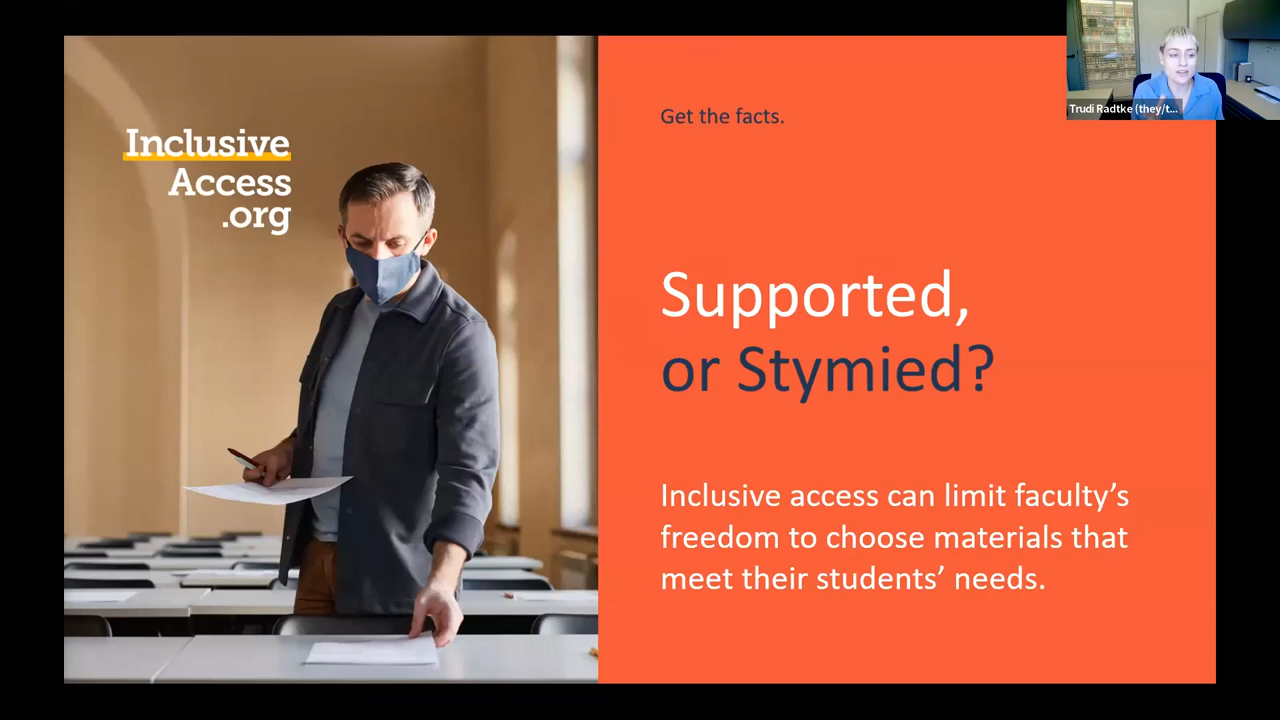 Inclusive
Access
.org
Get the facts.
Trudi Radtke (they/t...
Supported,
or Stymied?
Inclusive access can limit faculty’s
freedom to choose materials that
meet their students’ needs.